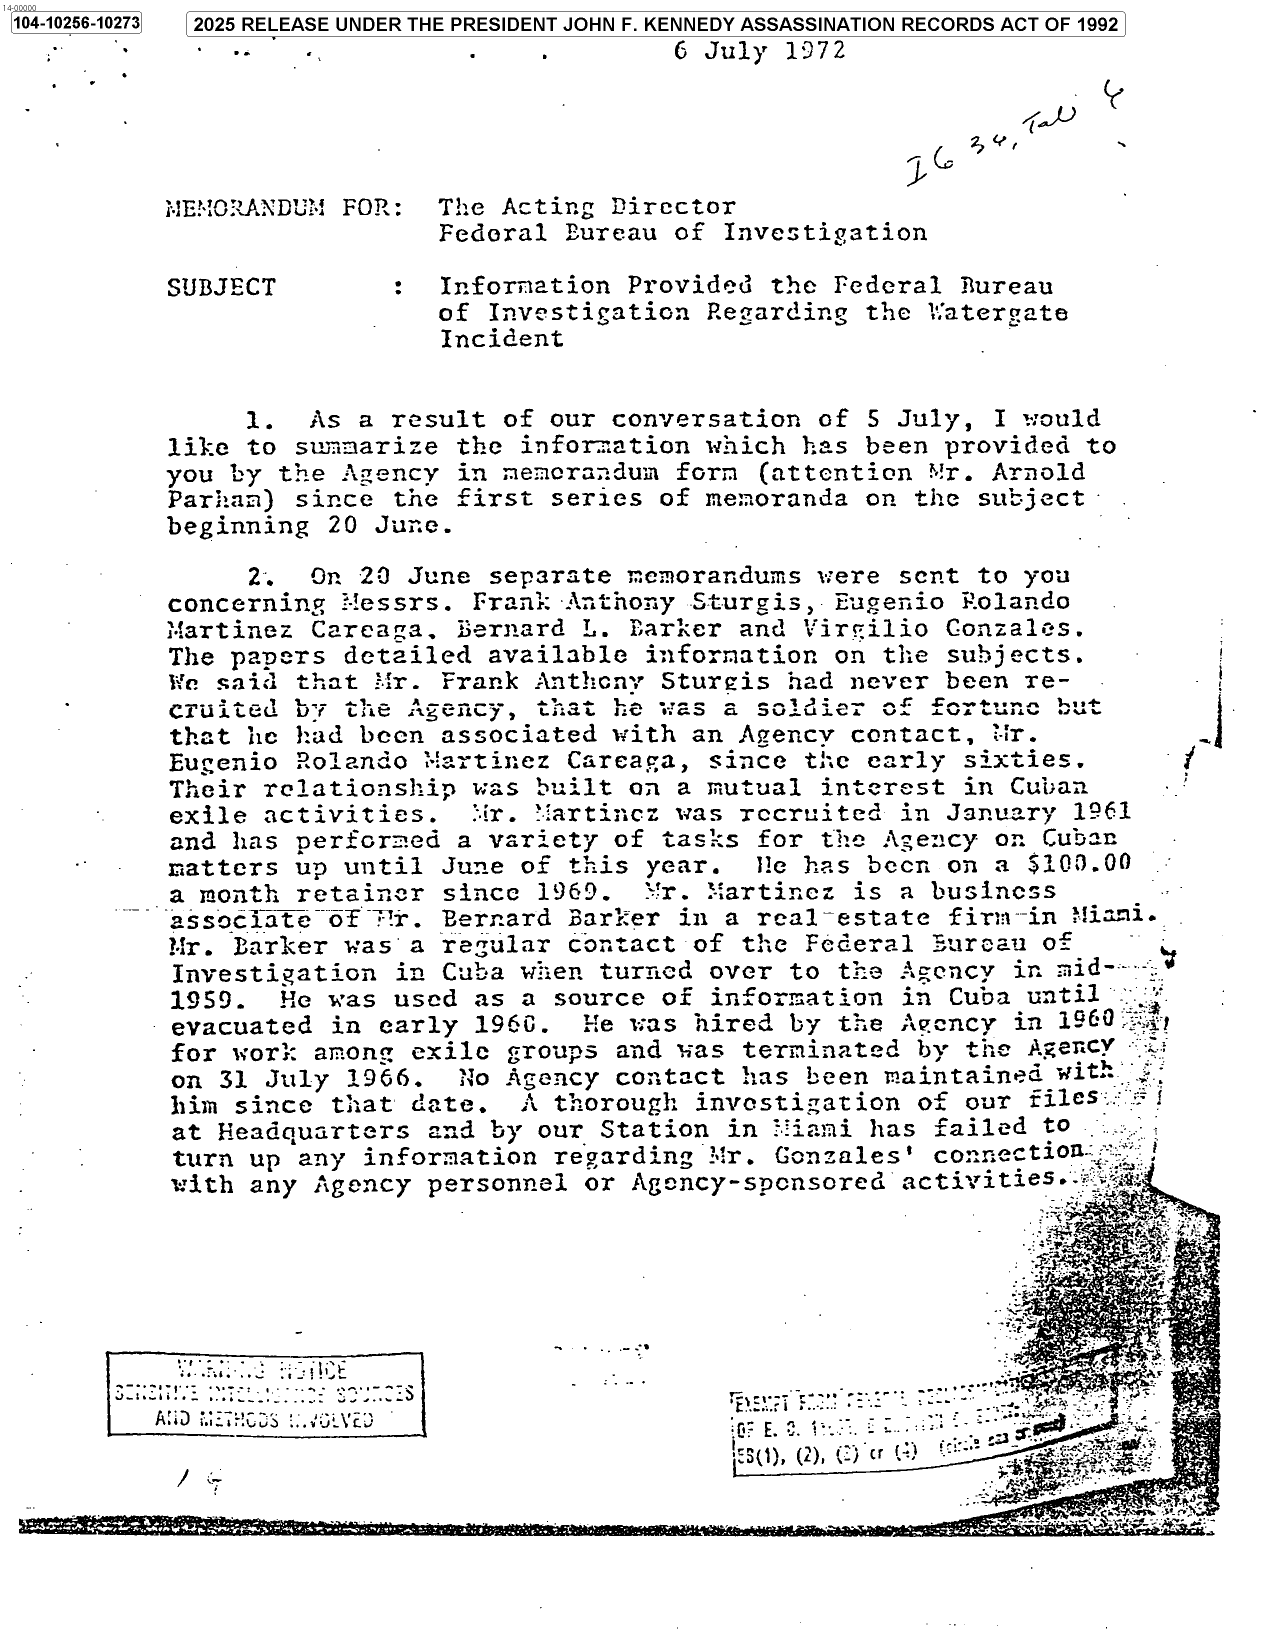 14-00000
104-10256-10273
2025 RELEASE UNDER THE PRESIDENT JOHN F. KENNEDY ASSASSINATION RECORDS ACT OF 1992
6 July 1972
IG 34, Tab 4
MEMORANDUM FOR: The Acting Director
Federal Bureau of Investigation
SUBJECT : Information Provided the Federal Bureau
of Investigation Regarding the Watergate
Incident
1. As a result of our conversation of 5 July, I would
like to summarize the information which has been provided to
you by the Agency in memorandum form (attention Mr. Arnold
Parham) since the first series of memoranda on the subject
beginning 20 June.
2. On 20 June separate memorandums were sent to you
concerning Messrs. Frank Anthony Sturgis, Eugenio Rolando
Martinez Careaga, Bernard L. Barker and Virgilio Gonzales.
The papers detailed available information on the subjects.
We said that Mr. Frank Anthony Sturgis had never been re-
cruited by the Agency, that he was a soldier of fortune but
that he had been associated with an Agency contact, Mr.
Eugenio Rolando Martinez Careaga, since the early sixties.
Their relationship was built on a mutual interest in Cuban
exile activities. Mr. Martinez was recruited in January 1961
and has performed a variety of tasks for the Agency on Cuban
matters up until June of this year. He has been on a $100.00
a month retainer since 1969. Mr. Martinez is a business
associate of Mr. Bernard Barker in a real estate firm in Miami.
Mr. Barker was a regular contact of the Federal Bureau of
Investigation in Cuba when turned over to the Agency in mid-
1959. He was used as a source of information in Cuba until
evacuated in early 1960. He was hired by the Agency in 1960
for work among exile groups and was terminated by the Agency
on 31 July 1966. No Agency contact has been maintained with
him since that date. A thorough investigation of our files
at Headquarters and by our Station in Miami has failed to
turn up any information regarding Mr. Gonzales' connection
with any Agency personnel or Agency-sponsored activities.
WARNING NOTICE
SENSITIVE INTELLIGENCE SOURCES
AND METHODS INVOLVED
EXEMPT FROM
OF E. O.
(1), (2), (3) or (4) (circle one or more)